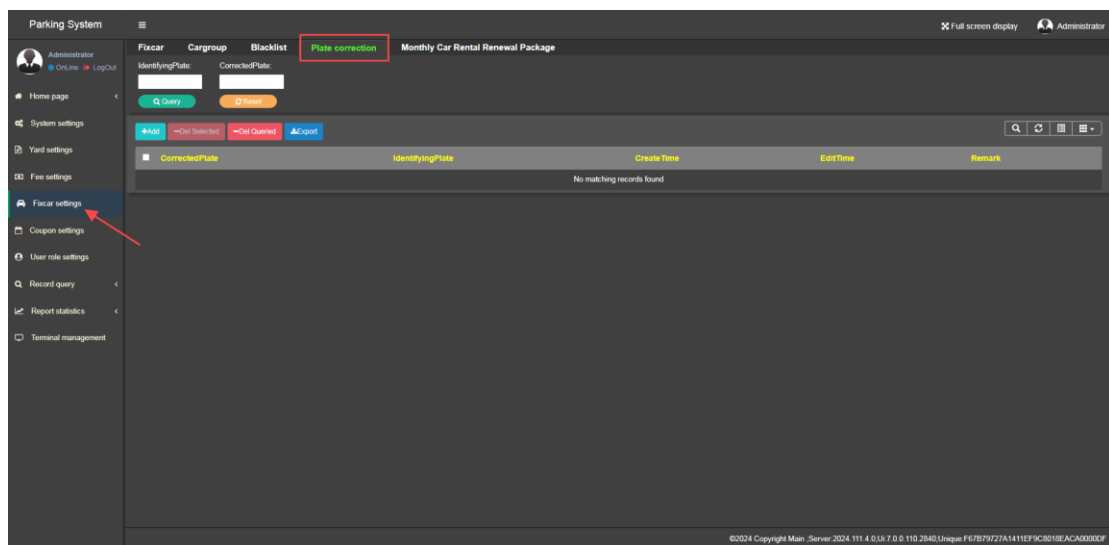 Parking System
Full screen display
Administrator
Administrator
OnLine LogOut
Fixcar Cargroup Blacklist Plate correction Monthly Car Rental Renewal Package
IdentifyingPlate: CorrectedPlate:
Query Reset
Home page
System settings
Yard settings
Fee settings
Fixcar settings
Coupon settings
User role settings
Record query
Report statistics
Terminal management
+Add −Del Selected −Del Queried Export
CorrectedPlate IdentifyingPlate CreateTime EditTime Remark
No matching records found
©2024 Copyright Main ;Server:2024.111.4.0;Ui:7.0.0.110.2840;Unique:F67B79727A1411EF9C8018EACA0000DF